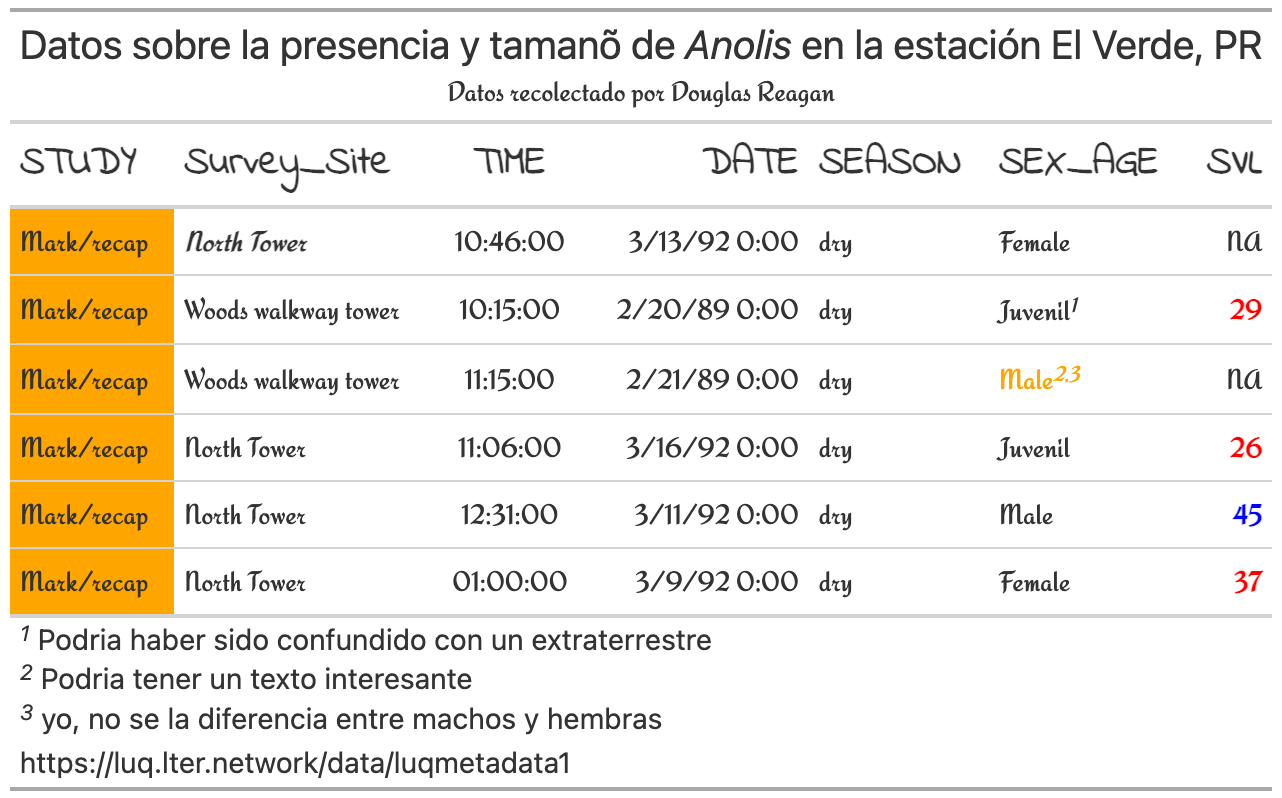 Datos sobre la presencia y tamanõ de Anolis en la estación El Verde, PR
Datos recolectado por Douglas Reagan
STUDY Survey_Site TIME DATE SEASON SEX_AGE SVL
Mark/recap North Tower 10:46:00 3/13/92 0:00 dry Female NA
Mark/recap Woods walkway tower 10:15:00 2/20/89 0:00 dry Juvenil1 29
Mark/recap Woods walkway tower 11:15:00 2/21/89 0:00 dry Male2,3 NA
Mark/recap North Tower 11:06:00 3/16/92 0:00 dry Juvenil 26
Mark/recap North Tower 12:31:00 3/11/92 0:00 dry Male 45
Mark/recap North Tower 01:00:00 3/9/92 0:00 dry Female 37
1 Podria haber sido confundido con un extraterrestre
2 Podria tener un texto interesante
3 yo, no se la diferencia entre machos y hembras
https://luq.lter.network/data/luqmetadata1